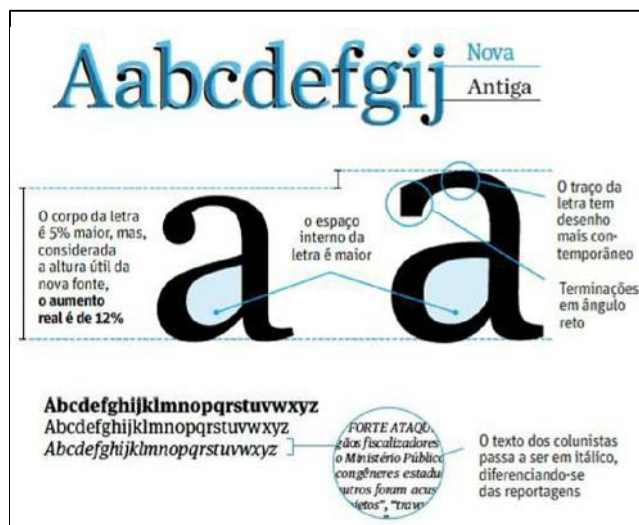 Aabcdefgij
Nova
Antiga
O corpo da letra
é 5% maior, mas,
considerada
a altura útil da
nova fonte,
o aumento
real é de 12%
a
o espaço
interno da
letra é maior
a
O traço da
letra tem
desenho
mais con-
temporâneo
Terminações
em ângulo
reto
Abcdefghijklmnopqrstuvwxyz
Abcdefghijklmnopqrstuvwxyz
Abcdefghijklmnopqrstuvwxyz
FORTE ATAQU
gãos fiscalizadores
o Ministério Públic
congêneres estadu
utros foram acus
jetos", "travo
O texto dos colunistas
passa a ser em itálico,
diferenciando-se
das reportagens